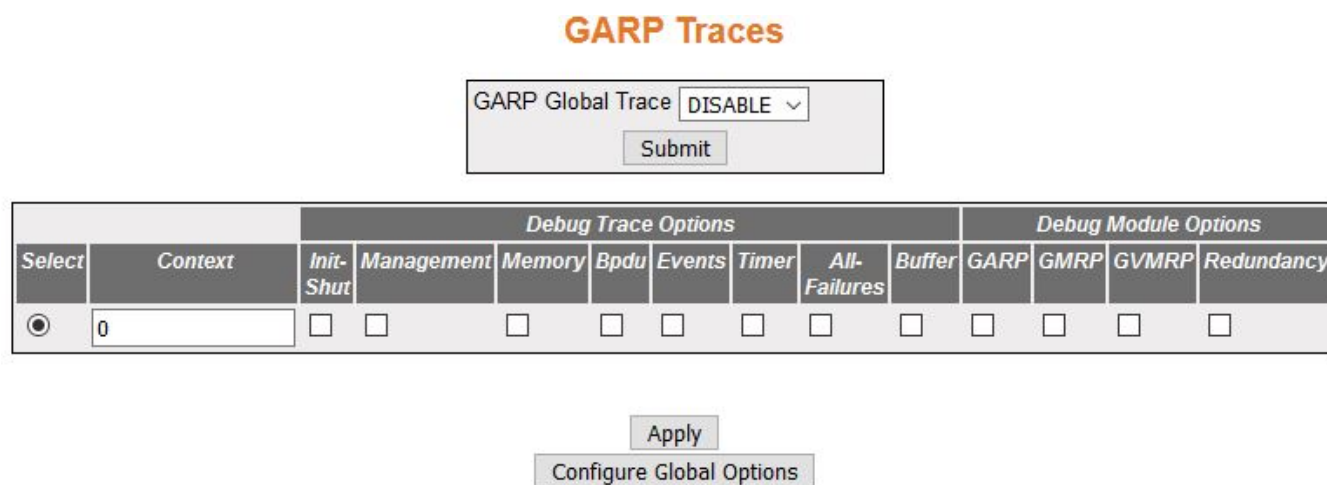 GARP Traces
GARP Global Trace DISABLE
Submit
Debug Trace Options Debug Module Options
Select Context Init-Shut Management Memory Bpdu Events Timer All-Failures Buffer GARP GMRP GVMRP Redundancy
0
Apply
Configure Global Options